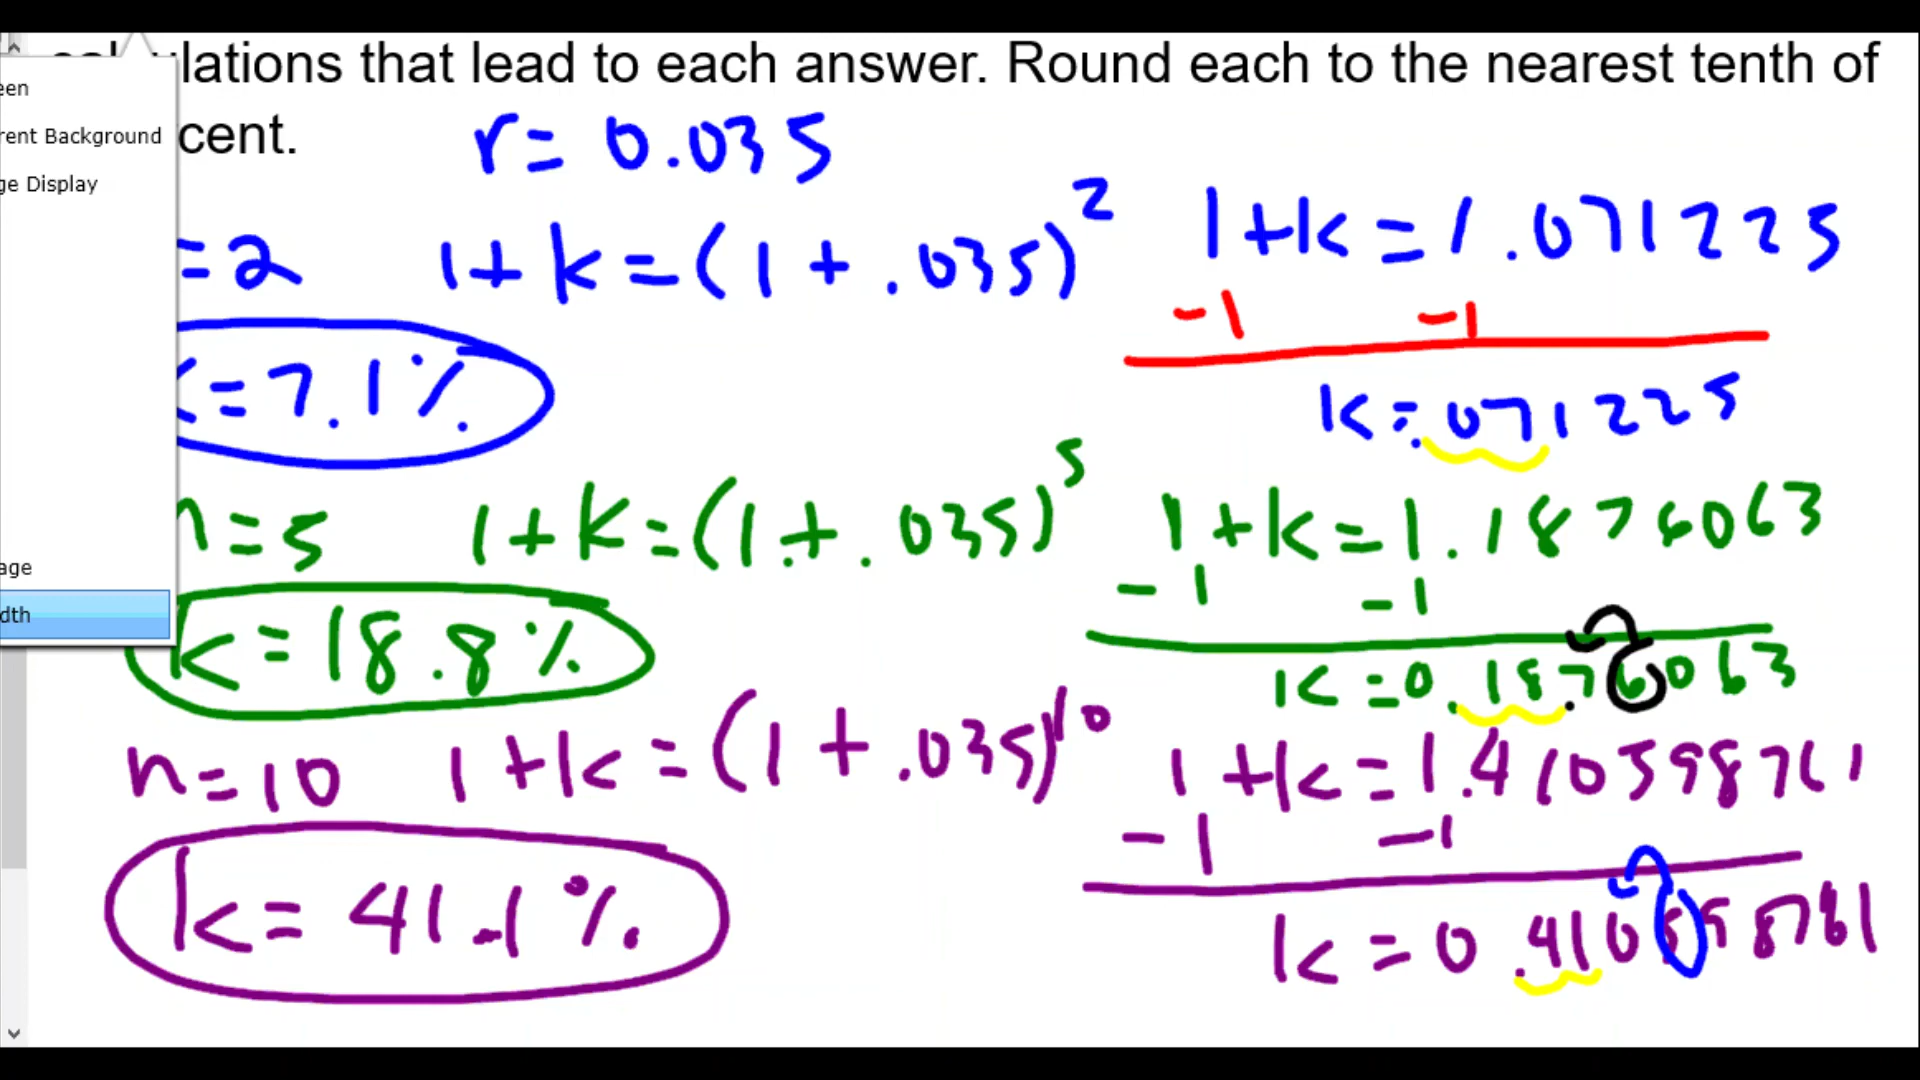 lations that lead to each answer. Round each to the nearest tenth of
een
rent Background
cent.
r = 0.035
ge Display
= 2
1 + k = (1 + .035)^2
1 + k = 1.071225
-1 -1
k = 7.1%
k = .071225
n = 5
1 + k = (1 + .035)^5
1 + k = 1.1876063
-1 -1
age
dth
k = 18.8%
k = 0.1876063
n = 10
1 + k = (1 + .035)^10
1 + k = 1.410598761
-1 -1
k = 41.1%
k = 0.410598761